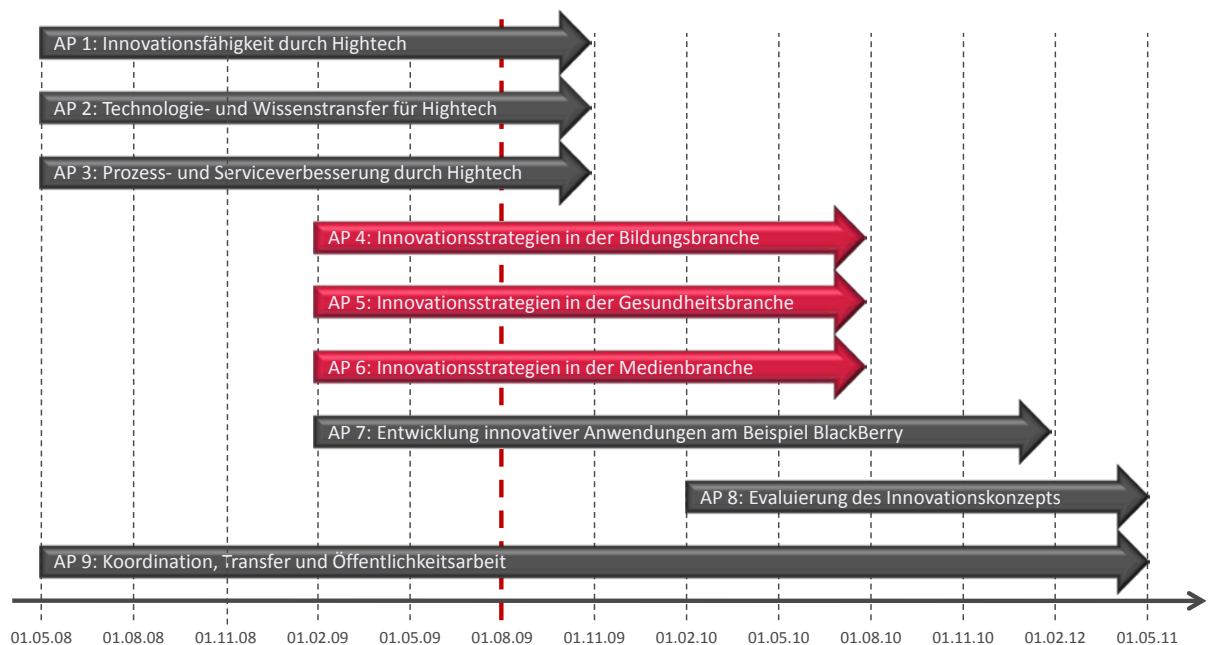 AP 1: Innovationsfähigkeit durch Hightech
AP 2: Technologie- und Wissenstransfer für Hightech
AP 3: Prozess- und Serviceverbesserung durch Hightech
AP 4: Innovationsstrategien in der Bildungsbranche
AP 5: Innovationsstrategien in der Gesundheitsbranche
AP 6: Innovationsstrategien in der Medienbranche
AP 7: Entwicklung innovativer Anwendungen am Beispiel BlackBerry
AP 8: Evaluierung des Innovationskonzepts
AP 9: Koordination, Transfer und Öffentlichkeitsarbeit
01.05.08 01.08.08 01.11.08 01.02.09 01.05.09 01.08.09 01.11.09 01.02.10 01.05.10 01.08.10 01.11.10 01.02.12 01.05.11